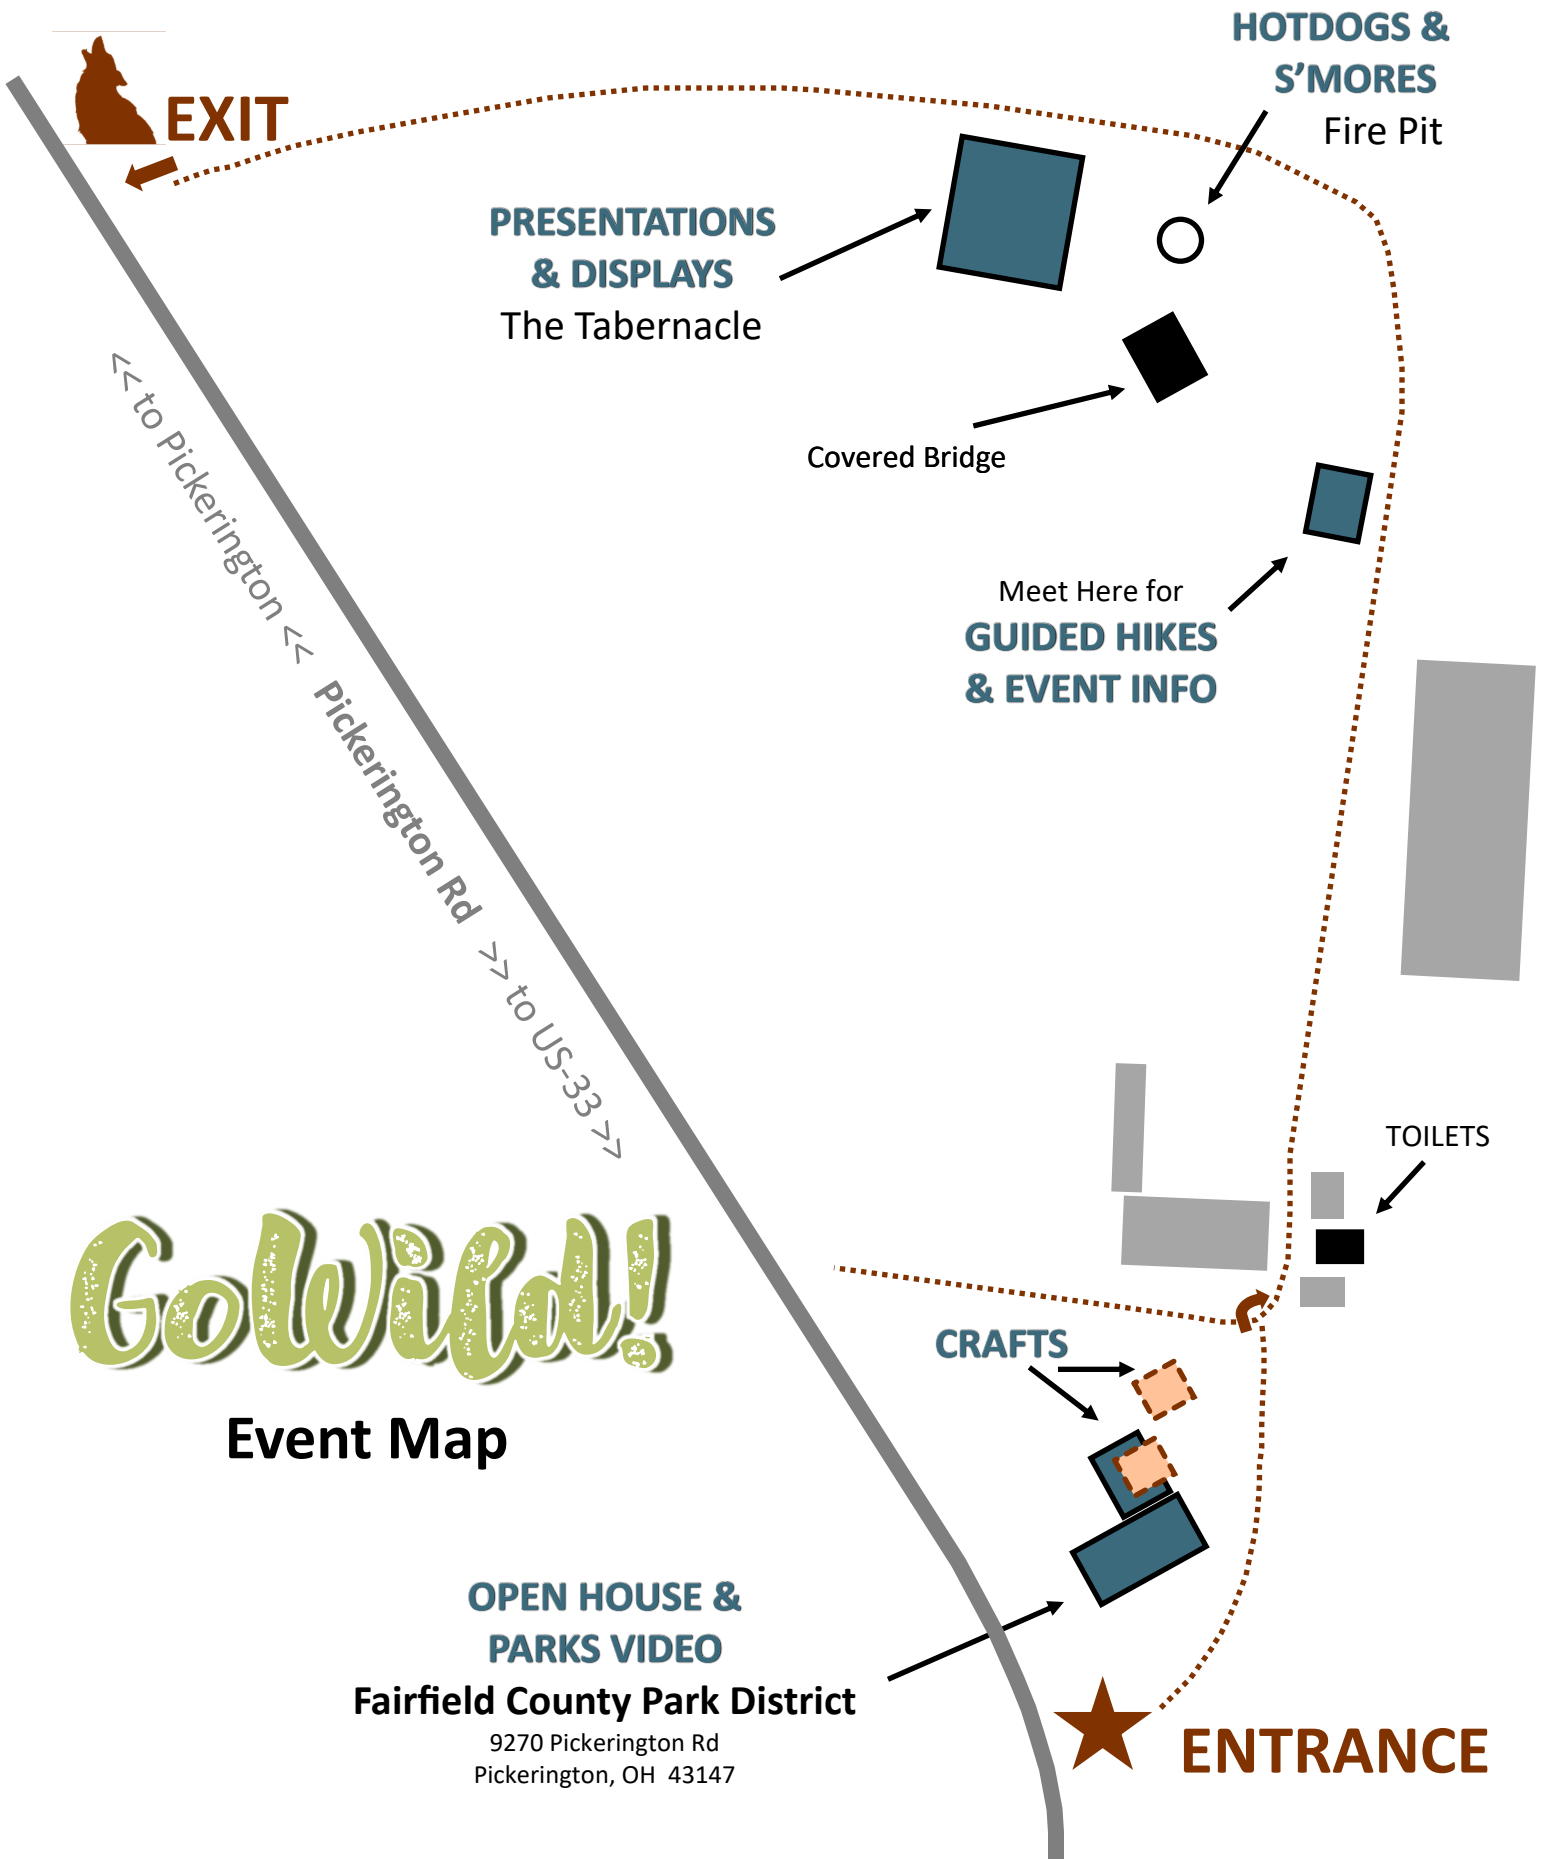 HOTDOGS &
S’MORES
Fire Pit
EXIT
PRESENTATIONS
& DISPLAYS
The Tabernacle
Covered Bridge
Meet Here for
GUIDED HIKES
& EVENT INFO
<< to Pickerington << Pickerington Rd >> to US-33 >>
TOILETS
GoWild!
Event Map
CRAFTS
OPEN HOUSE &
PARKS VIDEO
Fairfield County Park District
9270 Pickerington Rd
Pickerington, OH 43147
ENTRANCE